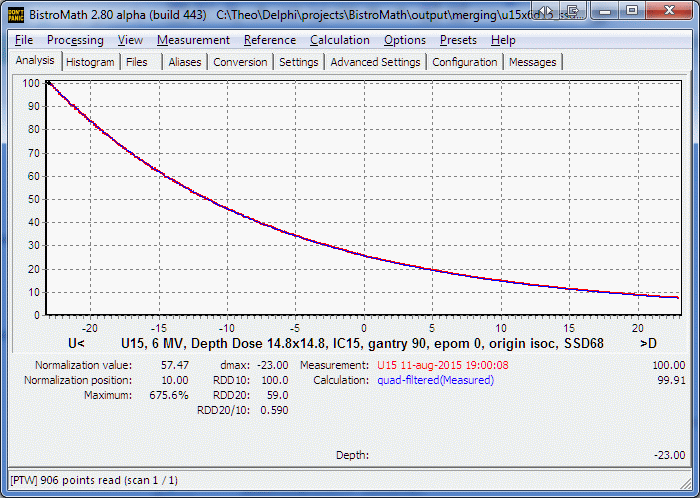 DON'T PANIC
BistroMath 2.80 alpha (build 443) C:\Theo\Delphi\projects\BistroMath\output\merging\u15x6
File Processing View Measurement Reference Calculation Options Presets Help
Analysis Histogram Files Aliases Conversion Settings Advanced Settings Configuration Messages
100
90
80
70
60
50
40
30
20
10
0
-20 -15 -10 -5 0 5 10 15 20
U< U15, 6 MV, Depth Dose 14.8x14.8, IC15, gantry 90, epom 0, origin isoc, SSD68 >D
Normalization value: 57.47 dmax: -23.00 Measurement: U15 11-aug-2015 19:00:08 100.00
Normalization position: 10.00 RDD10: 100.0 Calculation: quad-filtered(Measured) 99.91
Maximum: 675.6% RDD20: 59.0
RDD20/10: 0.590
Depth: -23.00
[PTW] 906 points read (scan 1 / 1)